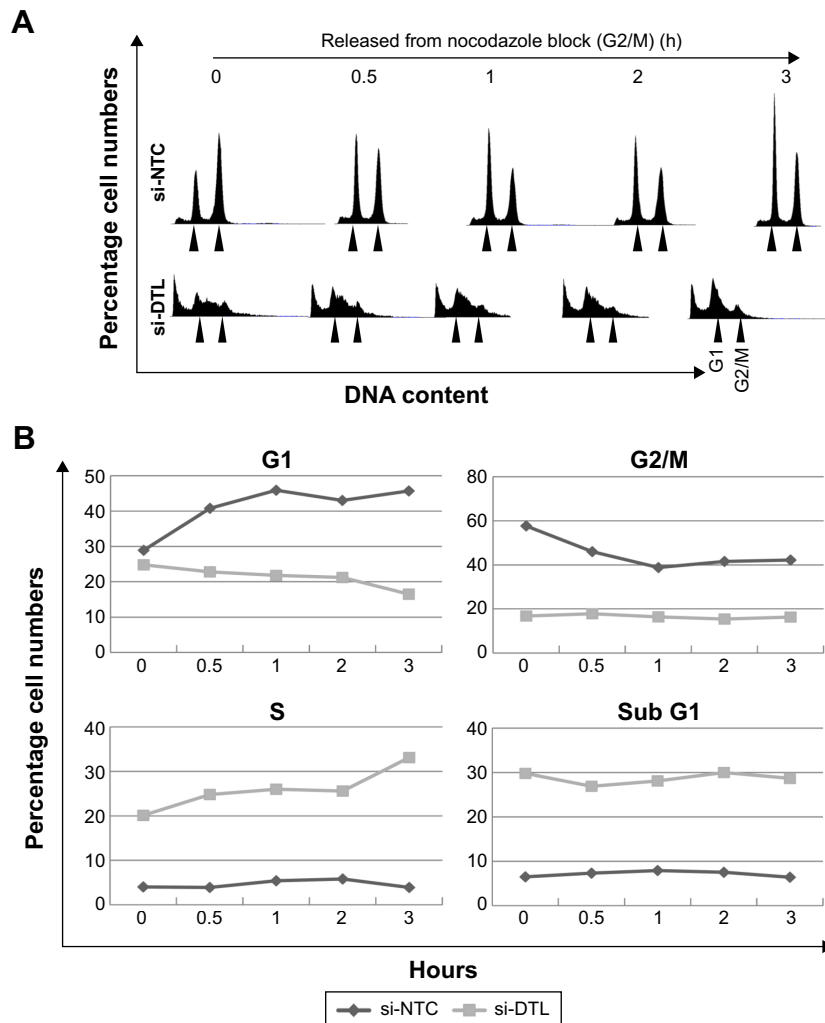 A
Released from nocodazole block (G2/M) (h)
0 0.5 1 2 3
Percentage cell numbers
si-NTC
si-DTL
G1
G2/M
DNA content
B
Percentage cell numbers
G1
50
40
30
20
10
0
0 0.5 1 2 3
G2/M
80
60
40
20
0
0 0.5 1 2 3
S
40
30
20
10
0
0 0.5 1 2 3
Sub G1
40
30
20
10
0
0 0.5 1 2 3
Hours
si-NTC si-DTL